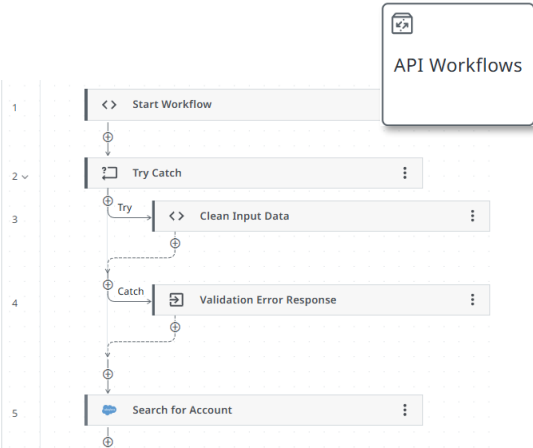 API Workflows
1
Start Workflow
2
Try Catch
Try
3
Clean Input Data
Catch
4
Validation Error Response
5
Search for Account